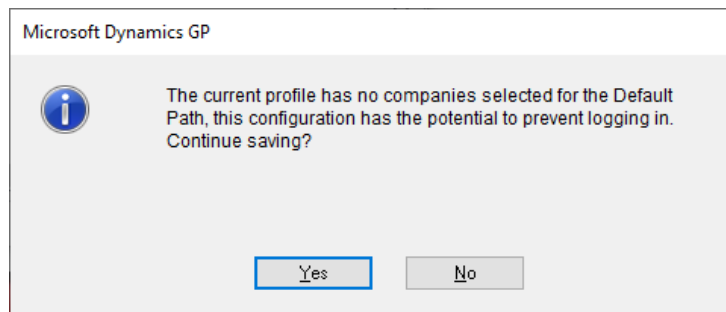 Microsoft Dynamics GP
The current profile has no companies selected for the Default
Path, this configuration has the potential to prevent logging in.
Continue saving?
Yes
No